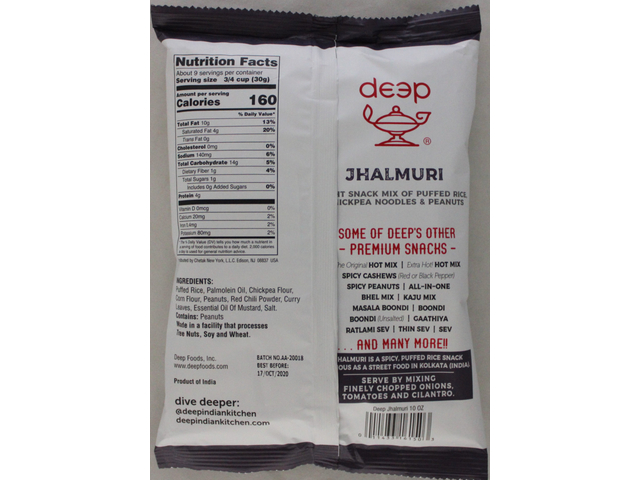 Nutrition Facts
About 9 servings per container
Serving size 3/4 cup (30g)
Amount per serving
Calories 160
% Daily Value*
Total Fat 10g 13%
Saturated Fat 4g 20%
Trans Fat 0g
Cholesterol 0mg 0%
Sodium 140mg 6%
Total Carbohydrate 14g 5%
Dietary Fiber 1g 4%
Total Sugars 1g
Includes 0g Added Sugars 0%
Protein 4g
Vitamin D 0mcg 0%
Calcium 20mg 2%
Iron 0.4mg 2%
Potassium 80mg 2%
INGREDIENTS:
Puffed Rice, Palmolein Oil, Chickpea Flour,
Corn Flour, Peanuts, Red Chili Powder, Curry
Leaves, Essential Oil Of Mustard, Salt.
Contains: Peanuts
Made in a facility that processes
Tree Nuts, Soy and Wheat.
Deep Foods, Inc.
www.deepfoods.com
Product of India
BATCH NO.AA-20018
BEST BEFORE:
17/OCT/2020
dive deeper:
@deepindiankitchen
deepindiankitchen.com
deep
®
JHALMURI
T SNACK MIX OF PUFFED RICE,
ICKPEA NOODLES & PEANUTS
SOME OF DEEP'S OTHER
- PREMIUM SNACKS -
he Original HOT MIX | Extra Hot! HOT MIX
SPICY CASHEWS (Red or Black Pepper)
SPICY PEANUTS | ALL-IN-ONE
BHEL MIX | KAJU MIX
MASALA BOONDI | BOONDI
BOONDI (Unsalted) | GAATHIYA
RATLAMI SEV | THIN SEV | SEV
. . . AND MANY MORE!!
HALMURI IS A SPICY, PUFFED RICE SNACK
OUS AS A STREET FOOD IN KOLKATA (INDIA)
SERVE BY MIXING
FINELY CHOPPED ONIONS,
TOMATOES AND CILANTRO.
Deep Jhalmuri 10 OZ